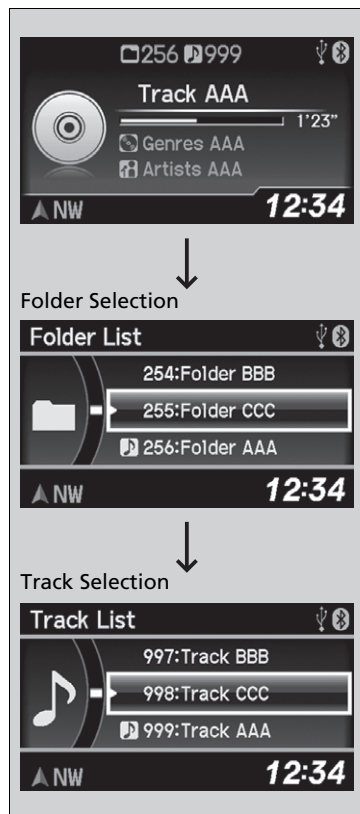 256 999
Track AAA
1'23"
Genres AAA
Artists AAA
NW 12:34
Folder Selection
Folder List
254:Folder BBB
255:Folder CCC
256:Folder AAA
NW 12:34
Track Selection
Track List
997:Track BBB
998:Track CCC
999:Track AAA
NW 12:34